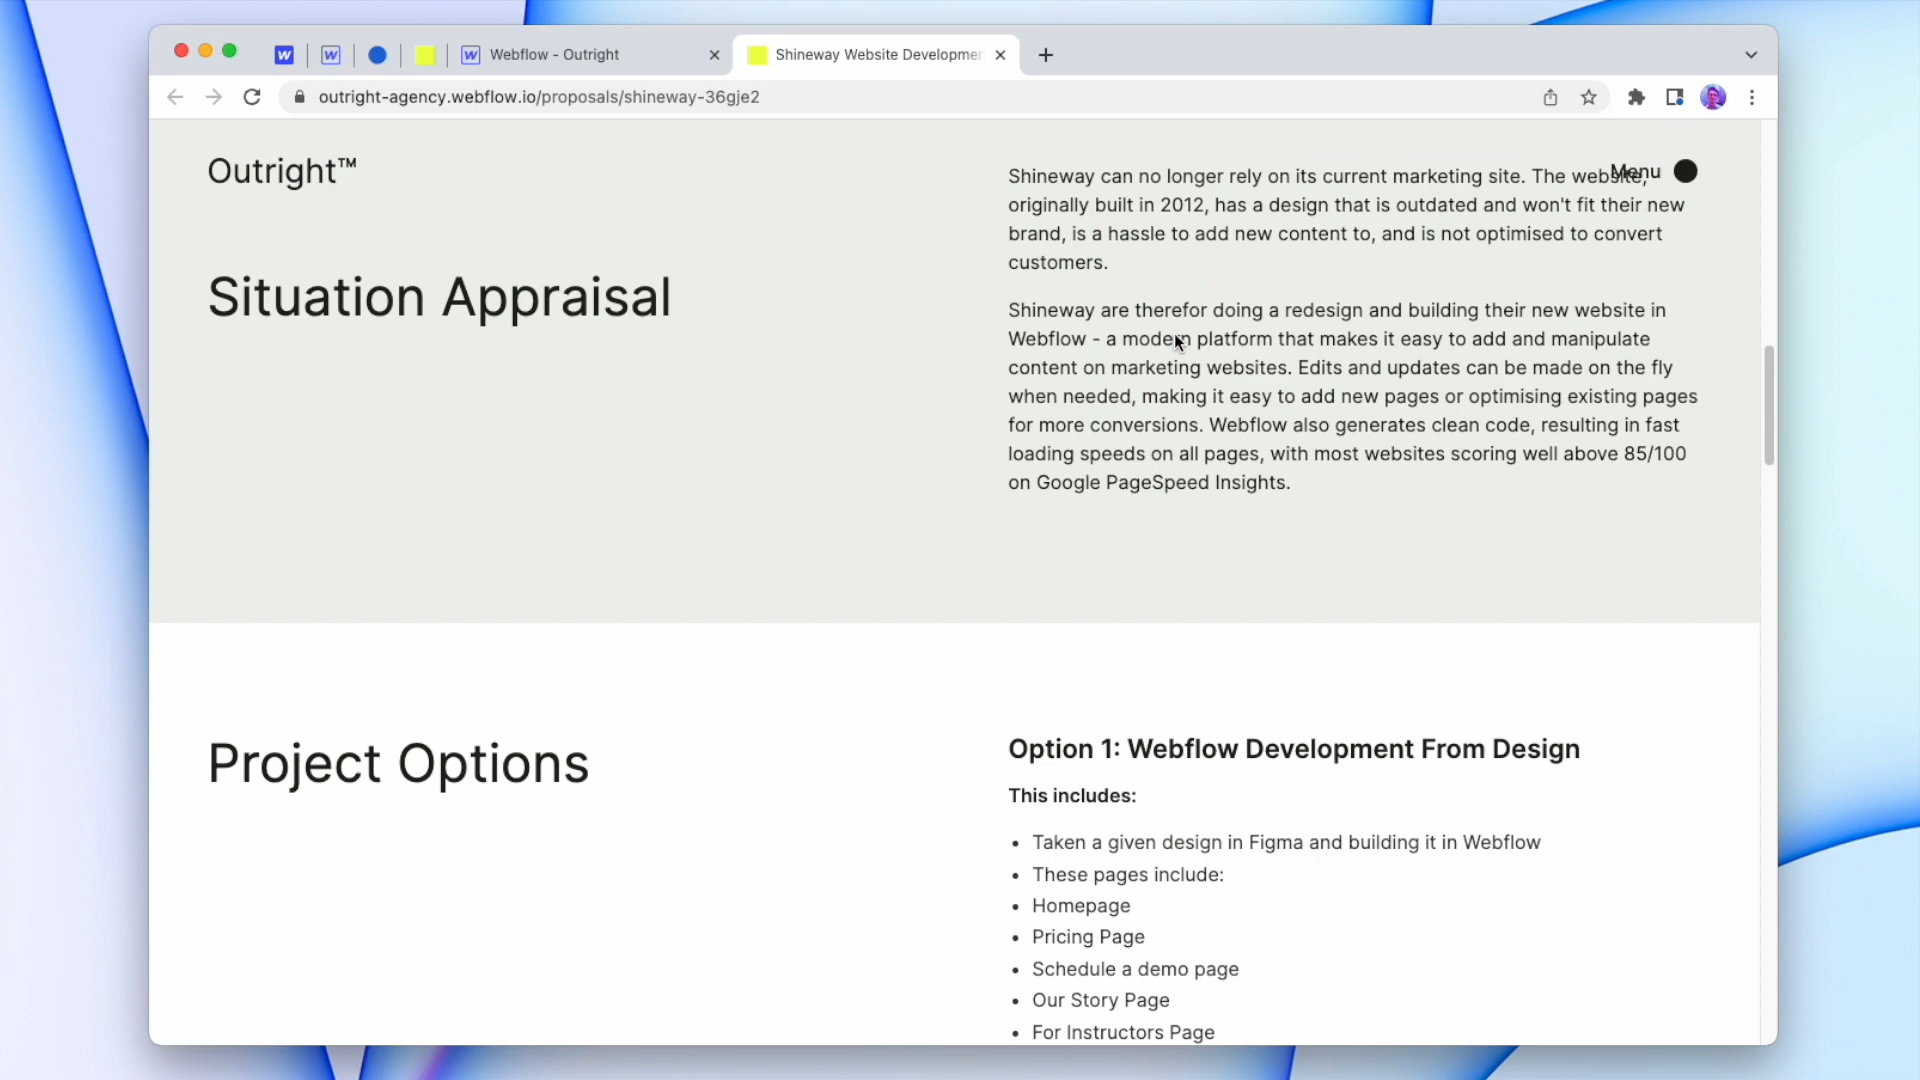 Webflow - Outright
Shineway Website Developmen
outright-agency.webflow.io/proposals/shineway-36gje2
Outright™
Menu
Situation Appraisal
Shineway can no longer rely on its current marketing site. The website,
originally built in 2012, has a design that is outdated and won't fit their new
brand, is a hassle to add new content to, and is not optimised to convert
customers.
Shineway are therefor doing a redesign and building their new website in
Webflow - a modern platform that makes it easy to add and manipulate
content on marketing websites. Edits and updates can be made on the fly
when needed, making it easy to add new pages or optimising existing pages
for more conversions. Webflow also generates clean code, resulting in fast
loading speeds on all pages, with most websites scoring well above 85/100
on Google PageSpeed Insights.
Project Options
Option 1: Webflow Development From Design
This includes:
• Taken a given design in Figma and building it in Webflow
• These pages include:
• Homepage
• Pricing Page
• Schedule a demo page
• Our Story Page
• For Instructors Page